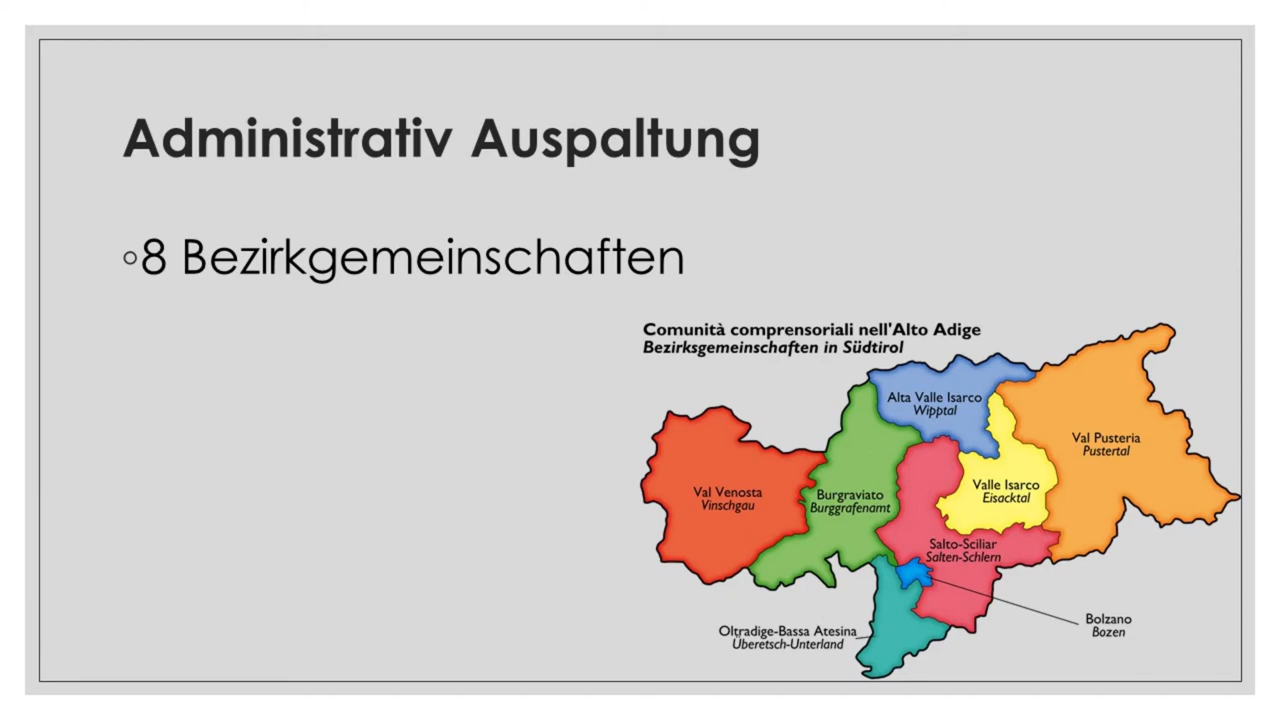 Administrativ Auspaltung
◦8 Bezirkgemeinschaften
Comunità comprensoriali nell'Alto Adige
Bezirksgemeinschaften in Südtirol
Alta Valle Isarco
Wipptal
Val Pusteria
Pustertal
Val Venosta
Vinschgau
Burgraviato
Burggrafenamt
Valle Isarco
Eisacktal
Salto-Sciliar
Salten-Schlern
Bolzano
Bozen
Oltradige-Bassa Atesina
Überetsch-Unterland